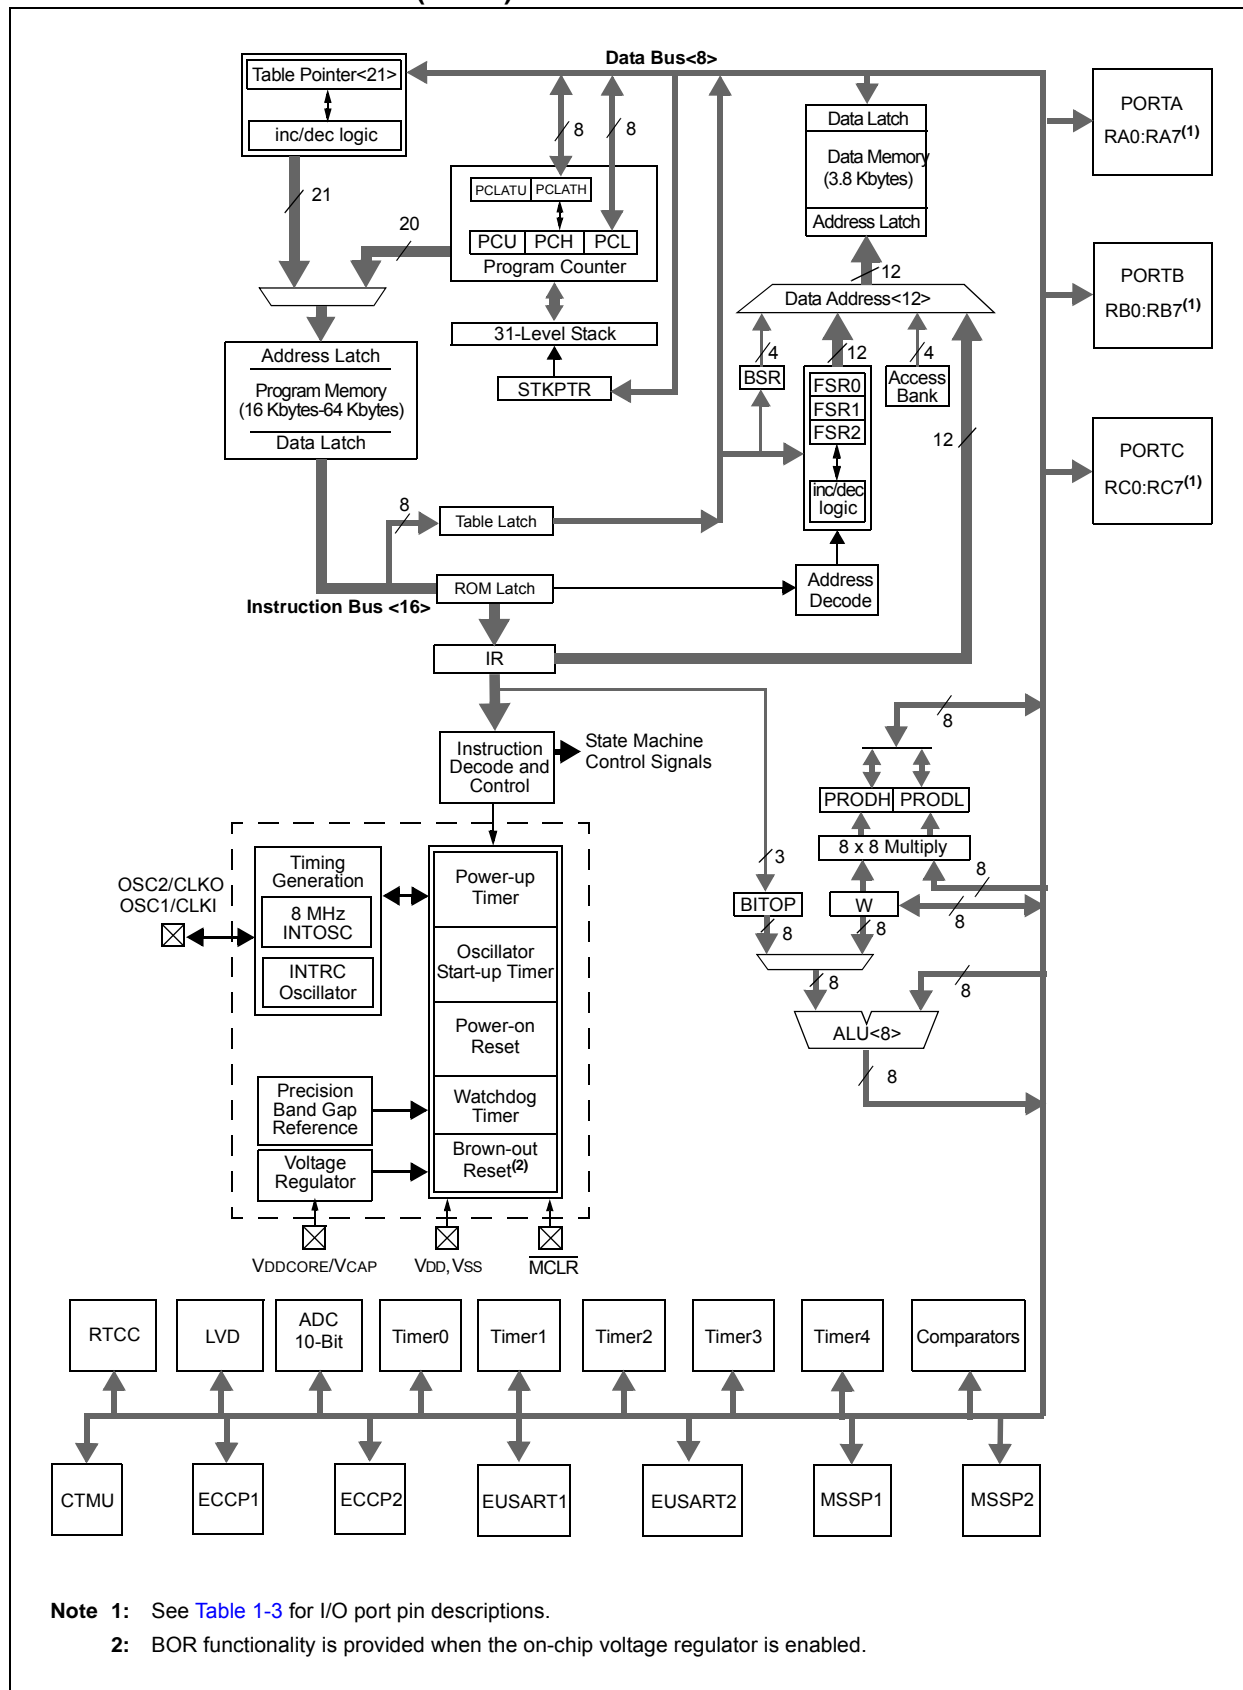 Data Bus<8>
Table Pointer<21>
inc/dec logic
21
8
8
PCLATU
PCLATH
20
PCU
PCH
PCL
Program Counter
31-Level Stack
STKPTR
Address Latch
Program Memory
(16 Kbytes-64 Kbytes)
Data Latch
8
Table Latch
ROM Latch
Instruction Bus <16>
IR
Data Latch
Data Memory
(3.8 Kbytes)
Address Latch
12
Data Address<12>
4
12
4
BSR
FSR0
FSR1
FSR2
Access
Bank
12
inc/dec
logic
Address
Decode
PORTA
RA0:RA7(1)
PORTB
RB0:RB7(1)
PORTC
RC0:RC7(1)
Instruction
Decode and
Control
State Machine
Control Signals
8
PRODH
PRODL
8 x 8 Multiply
3
8
BITOP
W
8
8
8
8
8
ALU<8>
8
OSC2/CLKO
OSC1/CLKI
Timing
Generation
8 MHz
INTOSC
INTRC
Oscillator
Power-up
Timer
Oscillator
Start-up Timer
Power-on
Reset
Precision
Band Gap
Reference
Watchdog
Timer
Voltage
Regulator
Brown-out
Reset(2)
VDDCORE/VCAP
VDD, VSS
MCLR
RTCC
LVD
ADC
10-Bit
Timer0
Timer1
Timer2
Timer3
Timer4
Comparators
CTMU
ECCP1
ECCP2
EUSART1
EUSART2
MSSP1
MSSP2
Note 1: See Table 1-3 for I/O port pin descriptions.
2: BOR functionality is provided when the on-chip voltage regulator is enabled.